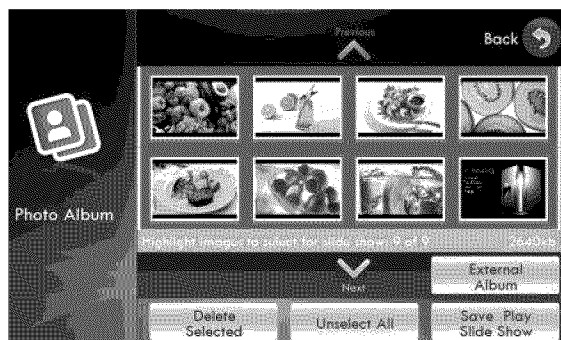 Previous
Back
Photo Album
Highlight images to select for slide show: 9 of 9
2640kb
Next
External
Album
Delete
Selected
Unselect All
Save Play
Slide Show